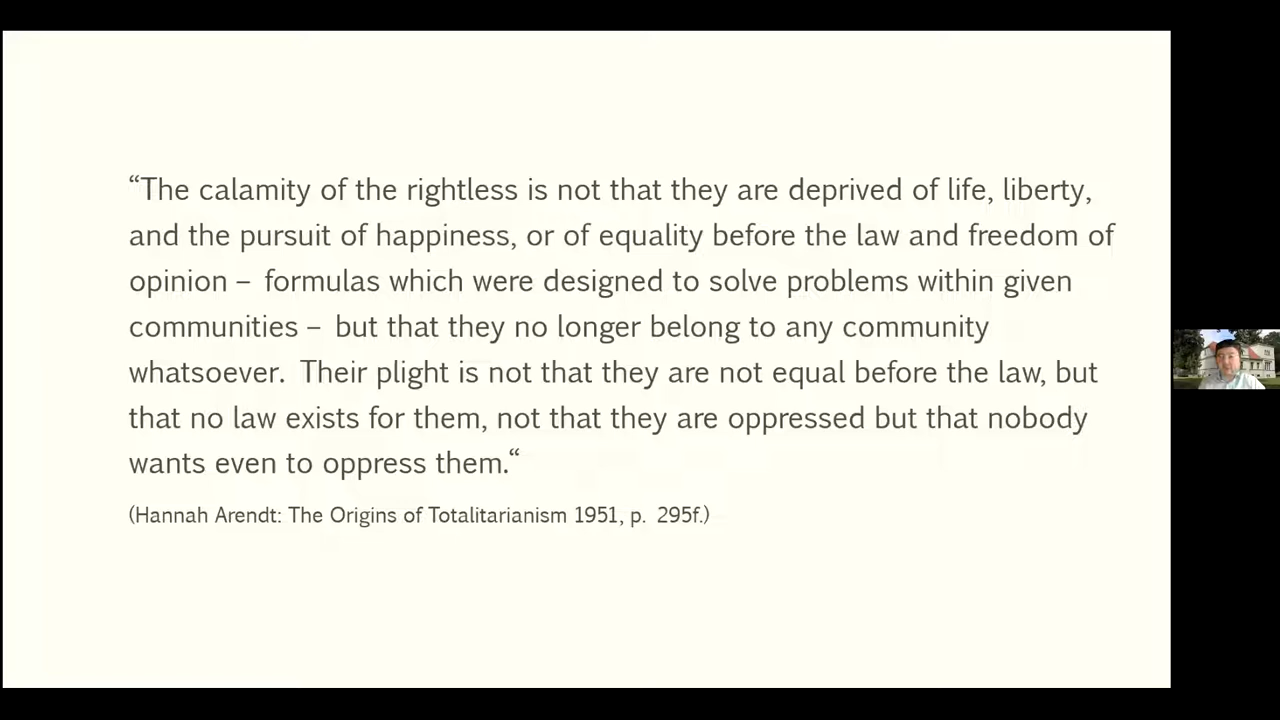 “The calamity of the rightless is not that they are deprived of life, liberty,
and the pursuit of happiness, or of equality before the law and freedom of
opinion – formulas which were designed to solve problems within given
communities – but that they no longer belong to any community
whatsoever. Their plight is not that they are not equal before the law, but
that no law exists for them, not that they are oppressed but that nobody
wants even to oppress them.“
(Hannah Arendt: The Origins of Totalitarianism 1951, p. 295f.)